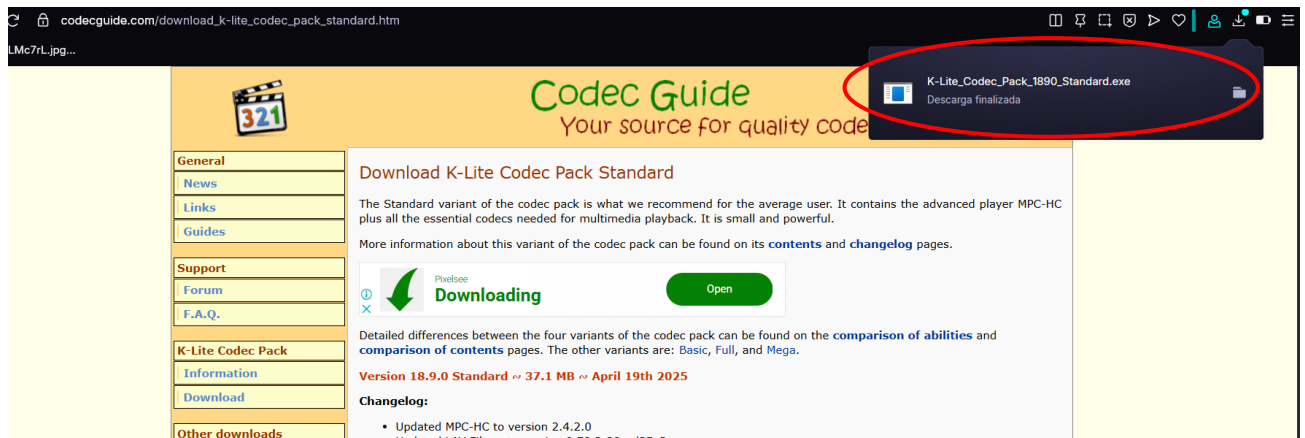 codecguide.com/download_k-lite_codec_pack_standard.htm
LMc7rL.jpg...
K-Lite_Codec_Pack_1890_Standard.exe
Descarga finalizada
321
Codec Guide
Your source for quality code
General
News
Links
Guides
Support
Forum
F.A.Q.
K-Lite Codec Pack
Information
Download
Other downloads
Download K-Lite Codec Pack Standard
The Standard variant of the codec pack is what we recommend for the average user. It contains the advanced player MPC-HC
plus all the essential codecs needed for multimedia playback. It is small and powerful.
More information about this variant of the codec pack can be found on its contents and changelog pages.
Pixelsee
Downloading
Open
Detailed differences between the four variants of the codec pack can be found on the comparison of abilities and
comparison of contents pages. The other variants are: Basic, Full, and Mega.
Version 18.9.0 Standard ~ 37.1 MB ~ April 19th 2025
Changelog:
• Updated MPC-HC to version 2.4.2.0